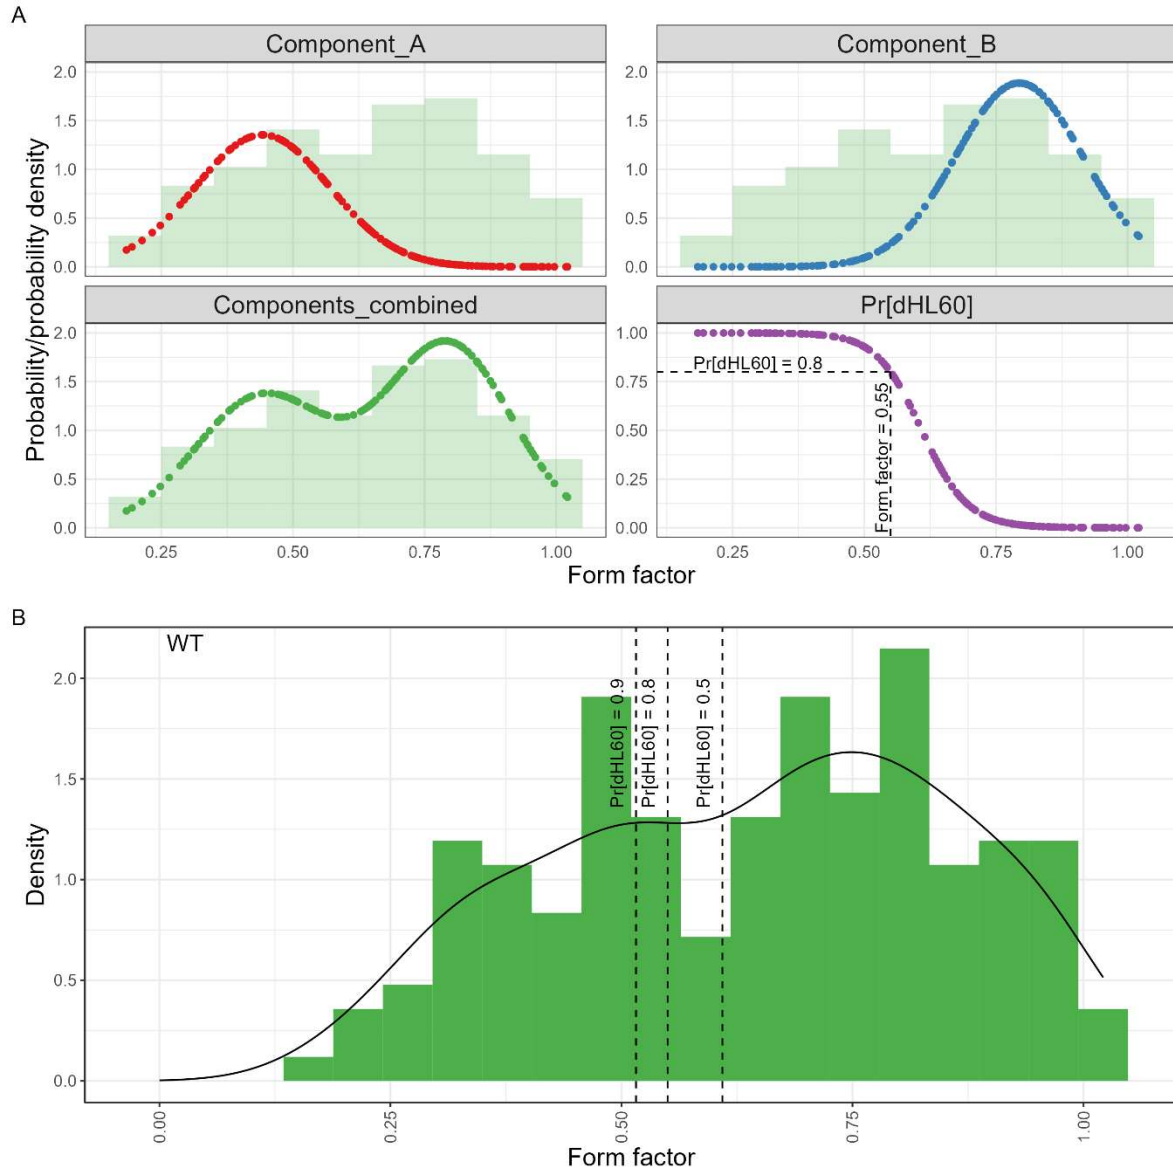 A
Component_A
Component_B
2.0
1.5
1.0
0.5
0.0
2.0
1.5
1.0
0.5
0.0
Components_combined
Pr[dHL60]
2.0
1.5
1.0
0.5
0.0
1.00
0.75
0.50
0.25
0.00
Pr[dHL60] = 0.8
Form factor = 0.55
0.25
0.50
0.75
1.00
0.25
0.50
0.75
1.00
Probability/probability density
Form factor
B
WT
Pr[dHL60] = 0.9
Pr[dHL60] = 0.8
Pr[dHL60] = 0.5
2.0
1.5
1.0
0.5
0.0
Density
0.00
0.25
0.50
0.75
1.00
Form factor